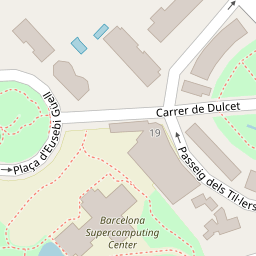 Carrer de Dulcet
19
Plaça d'Eusebi Güell
Passeig dels Til·lers
Barcelona
Supercomputing
Center